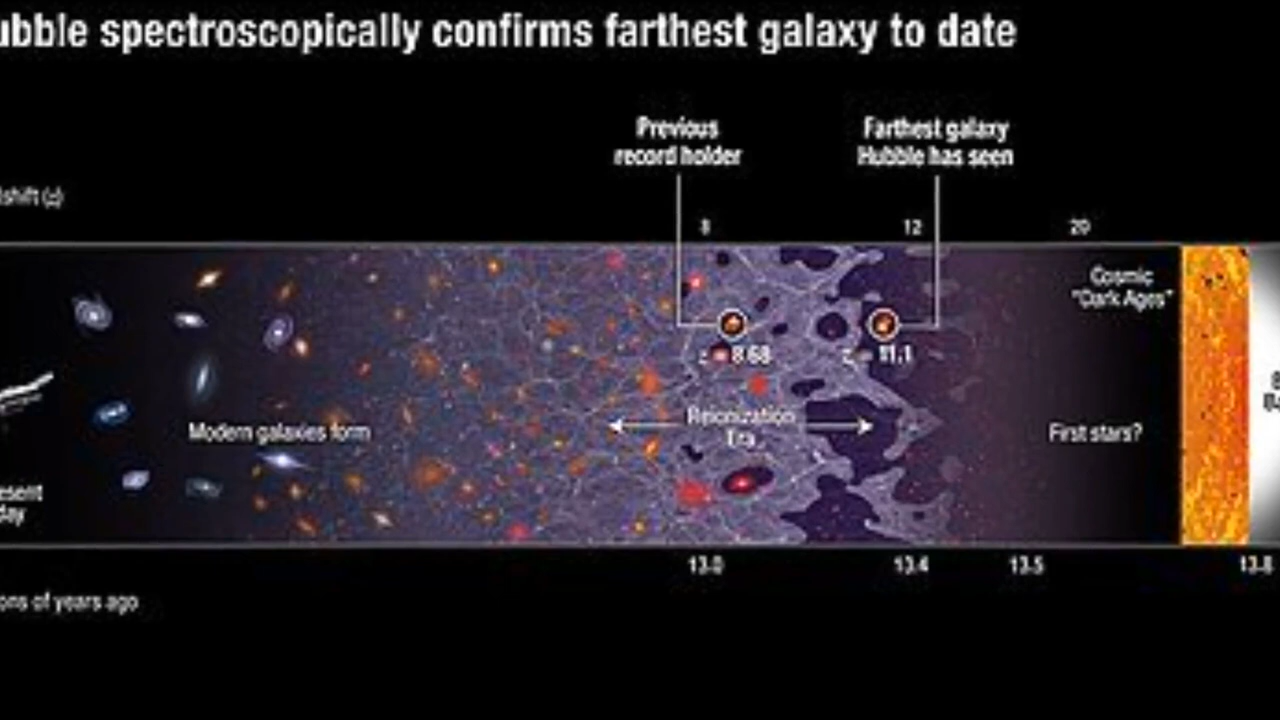 ubble spectroscopically confirms farthest galaxy to date
Previous
record holder
Farthest galaxy
Hubble has seen
dshift (z)
8
12
20
Cosmic
"Dark Ages"
z = 8.68
z = 11.1
Reionization
Era
Modern galaxies form
First stars?
esent
day
13.0
13.4
13.5
13.8
ons of years ago